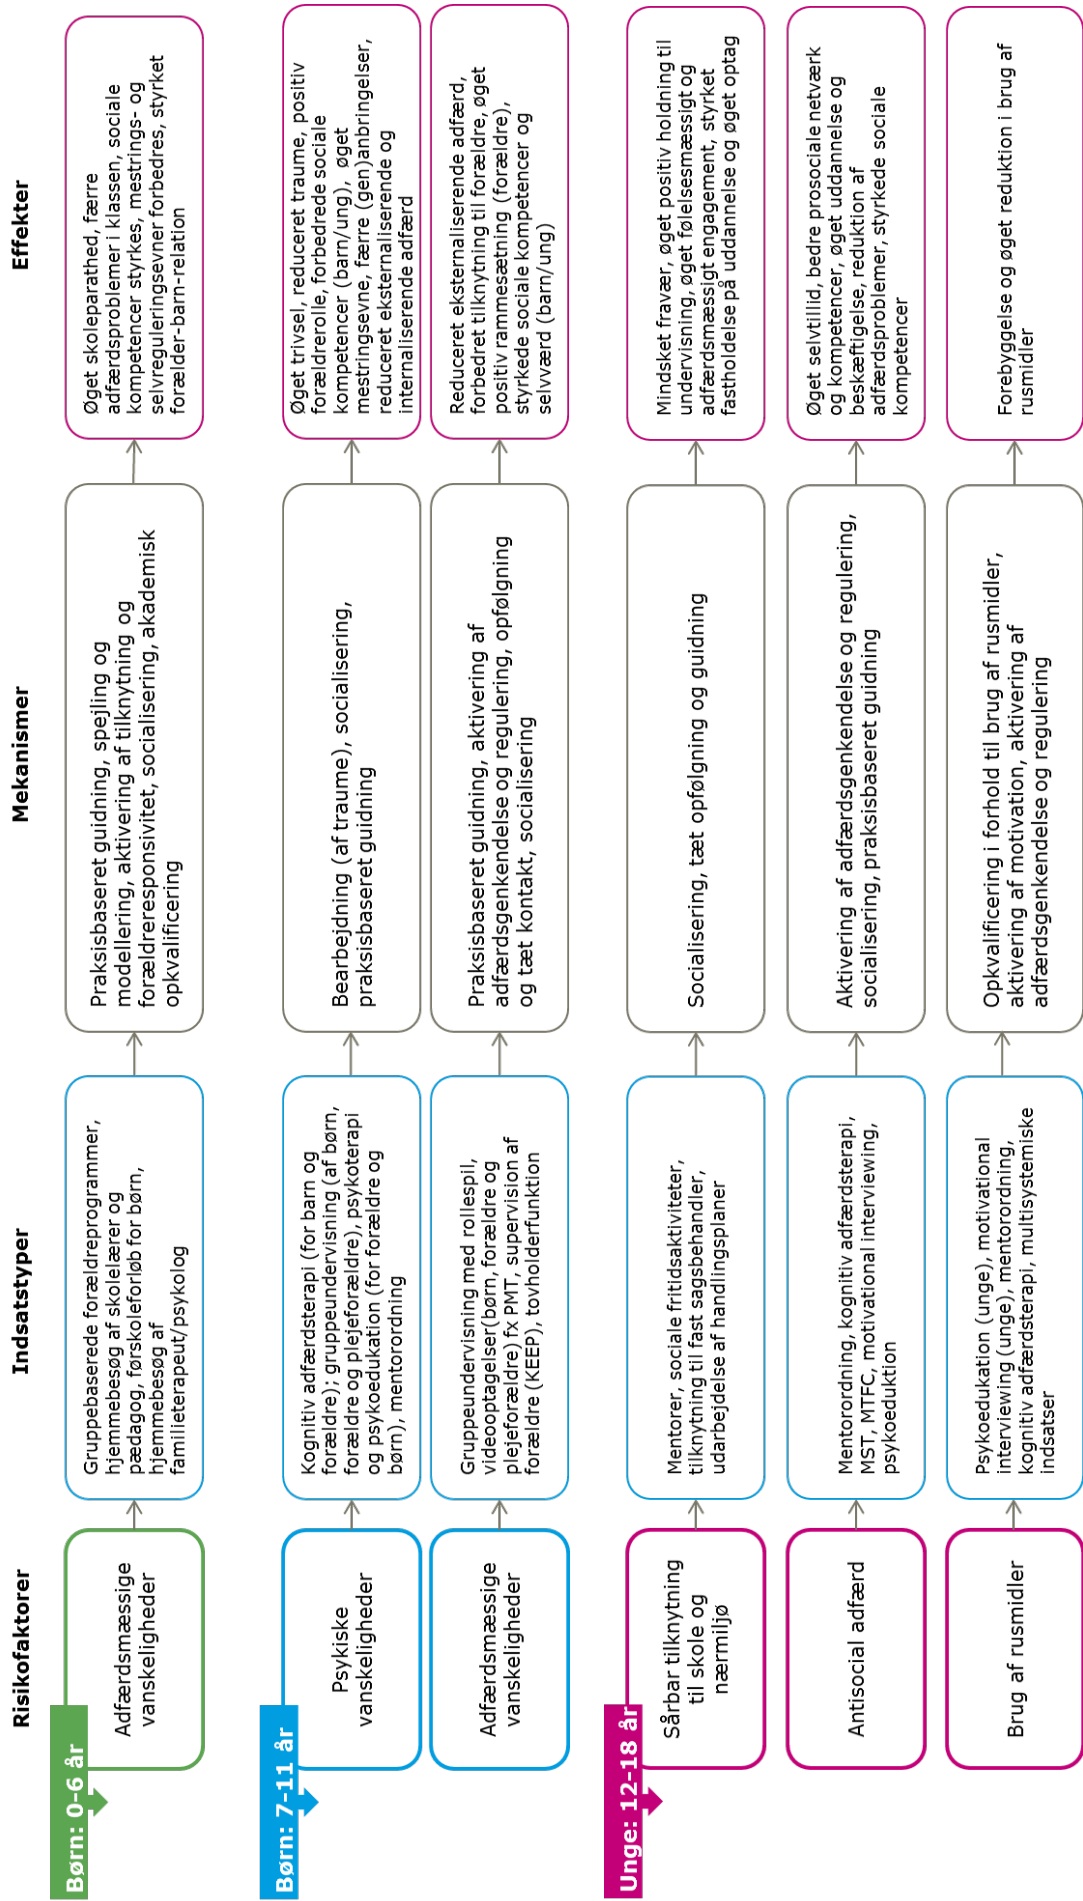 Risikofaktorer
Indsatstyper
Mekanismer
Effekter
Børn: 0-6 år
Adfærdsmæssige
vanskeligheder
Gruppebaserede forældreprogrammer,
hjemmebesøg af skolelærer og
pædagog, førskoleforløb for børn,
hjemmebesøg af
familieterapeut/psykolog
Praksisbaseret guidning, spejling og
modellering, aktivering af tilknytning og
forældreresponsivitet, socialisering, akademisk
opkvalificering
Øget skoleparathed, færre
adfærdsproblemer i klassen, sociale
kompetencer styrkes, mestrings- og
selvreguleringsevner forbedres, styrket
forælder-barn-relation
Børn: 7-11 år
Psykiske
vanskeligheder
Kognitiv adfærdsterapi (for barn og
forældre); gruppeundervisning (af børn,
forældre og plejeforældre), psykoterapi
og psykoedukation (for forældre og
børn), mentorordning
Bearbejdning (af traume), socialisering,
praksisbaseret guidning
Øget trivsel, reduceret traume, positiv
forældrerolle, forbedrede sociale
kompetencer (barn/ung), øget
mestringsevne, færre (gen)anbringelser,
reduceret eksternaliserende og
internaliserende adfærd
Adfærdsmæssige
vanskeligheder
Gruppeundervisning med rollespil,
videooptagelser(børn, forældre og
plejeforældre) fx PMT, supervision af
forældre (KEEP), tovholderfunktion
Praksisbaseret guidning, aktivering af
adfærdsgenkendelse og regulering, opfølgning
og tæt kontakt, socialisering
Reduceret eksternaliserende adfærd,
forbedret tilknytning til forældre, øget
positiv rammesætning (forældre),
styrkede sociale kompetencer og
selvværd (barn/ung)
Unge: 12-18 år
Sårbar tilknytning
til skole og
nærmiljø
Mentorer, sociale fritidsaktiviteter,
tilknytning til fast sagsbehandler,
udarbejdelse af handlingsplaner
Socialisering, tæt opfølgning og guidning
Mindsket fravær, øget positiv holdning til
undervisning, øget følelsesmæssigt og
adfærdsmæssigt engagement, styrket
fastholdelse på uddannelse og øget optag
Antisocial adfærd
Mentorordning, kognitiv adfærdsterapi,
MST, MTFC, motivational interviewing,
psykoeduktion
Aktivering af adfærdsgenkendelse og regulering,
socialisering, praksisbaseret guidning
Øget selvtillid, bedre prosociale netværk
og kompetencer, øget uddannelse og
beskæftigelse, reduktion af
adfærdsproblemer, styrkede sociale
kompetencer
Brug af rusmidler
Psykoedukation (unge), motivational
interviewing (unge), mentorordning,
kognitiv adfærdsterapi, multisystemiske
indsatser
Opkvalificering i forhold til brug af rusmidler,
aktivering af motivation, aktivering af
adfærdsgenkendelse og regulering
Forebyggelse og øget reduktion i brug af
rusmidler